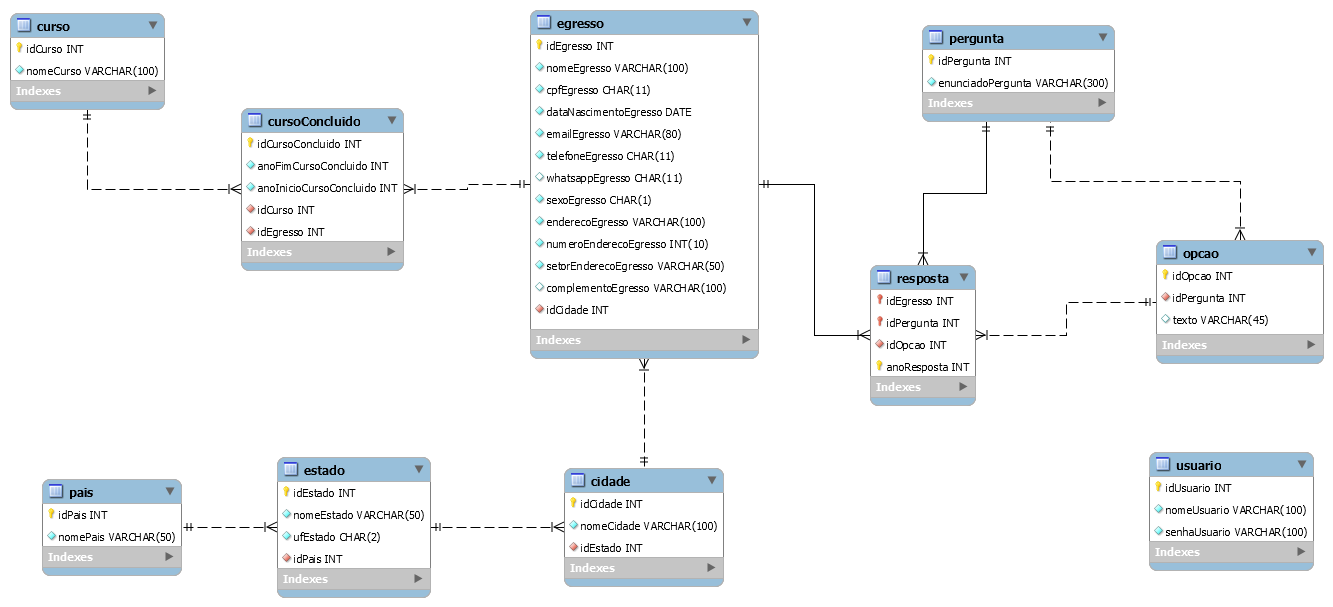 curso
idCurso INT
nomeCurso VARCHAR(100)
Indexes
cursoConcluido
idCursoConcluido INT
anoFimCursoConcluido INT
anoInicioCursoConcluido INT
idCurso INT
idEgresso INT
Indexes
egresso
idEgresso INT
nomeEgresso VARCHAR(100)
cpfEgresso CHAR(11)
dataNascimentoEgresso DATE
emailEgresso VARCHAR(80)
telefoneEgresso CHAR(11)
whatsappEgresso CHAR(11)
sexoEgresso CHAR(1)
enderecoEgresso VARCHAR(100)
numeroEnderecoEgresso INT(10)
setorEnderecoEgresso VARCHAR(50)
complementoEgresso VARCHAR(100)
idCidade INT
Indexes
pergunta
idPergunta INT
enunciadoPergunta VARCHAR(300)
Indexes
resposta
idEgresso INT
idPergunta INT
idOpcao INT
anoResposta INT
Indexes
opcao
idOpcao INT
idPergunta INT
texto VARCHAR(45)
Indexes
pais
idPais INT
nomePais VARCHAR(50)
Indexes
estado
idEstado INT
nomeEstado VARCHAR(50)
ufEstado CHAR(2)
idPais INT
Indexes
cidade
idCidade INT
nomeCidade VARCHAR(100)
idEstado INT
Indexes
usuario
idUsuario INT
nomeUsuario VARCHAR(100)
senhaUsuario VARCHAR(100)
Indexes